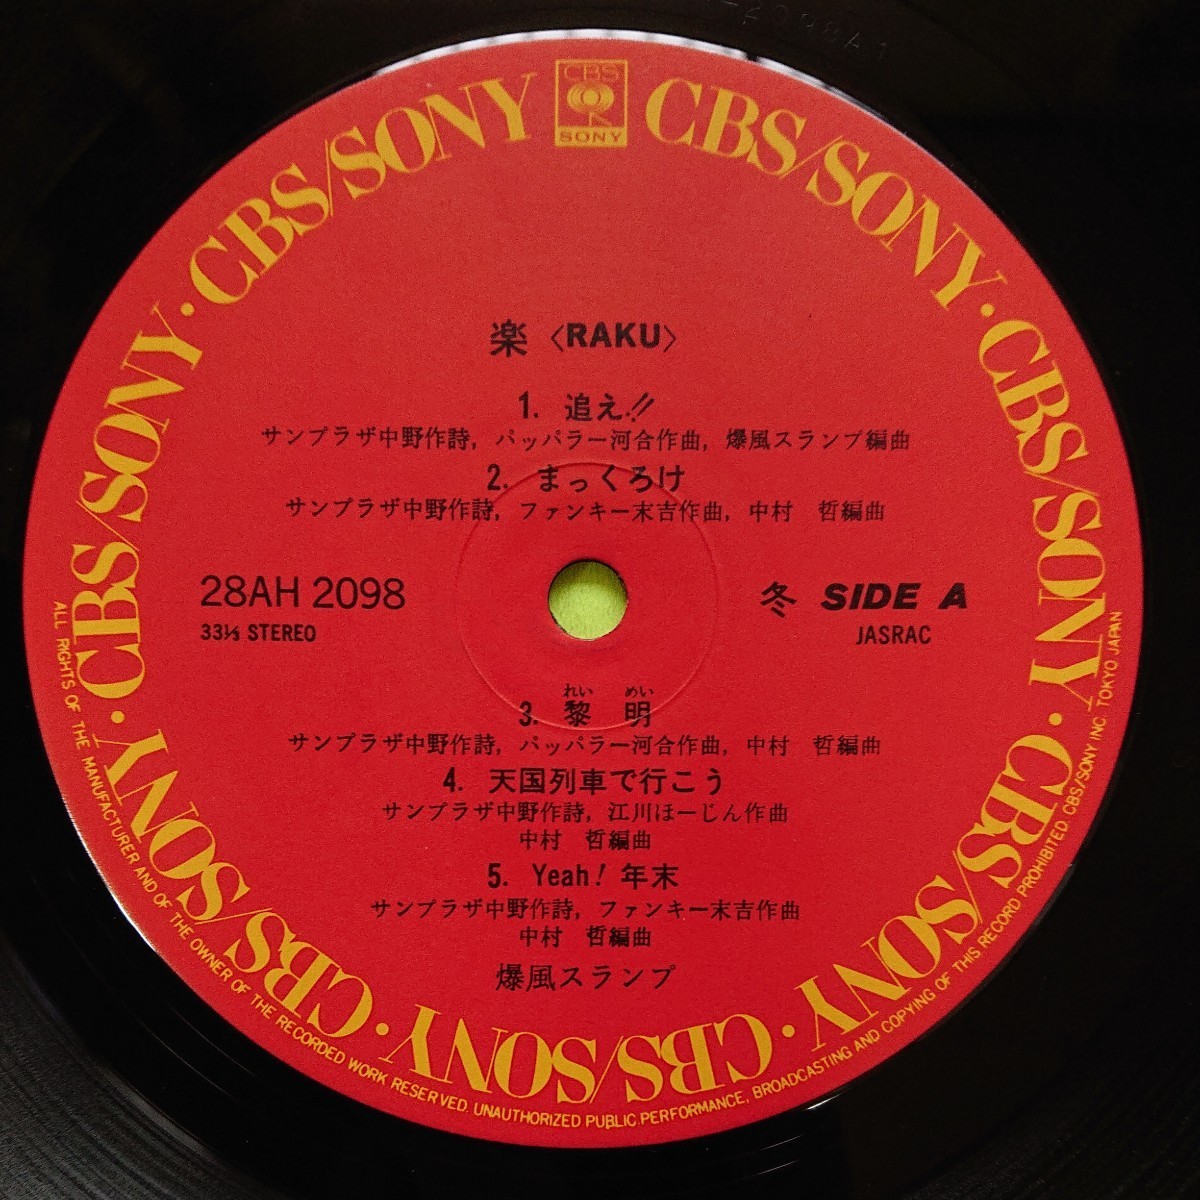 2098A1
CBS
SONY
CBS/SONY · CBS/SONY · CBS/SONY · CBS/SONY · CBS/SONY · CBS/SONY · CBS/SONY · CBS/SONY
楽〈RAKU〉
1. 追え!!
サンプラザ中野作詩, パッパラー河合作曲, 爆風スランプ編曲
2. まっくろけ
サンプラザ中野作詩, ファンキー末吉作曲, 中村 哲編曲
28AH 2098
33⅓ STEREO
冬 SIDE A
JASRAC
れい めい
3. 黎 明
サンプラザ中野作詩, パッパラー河合作曲, 中村 哲編曲
4. 天国列車で行こう
サンプラザ中野作詩, 江川ほーじん作曲
中村 哲編曲
5. Yeah! 年末
サンプラザ中野作詩, ファンキー末吉作曲
中村 哲編曲
爆風スランプ
ALL RIGHTS OF THE MANUFACTURER AND OF THE OWNER OF THE RECORDED WORK RESERVED. UNAUTHORIZED PUBLIC PERFORMANCE, BROADCASTING AND COPYING OF THIS RECORD PROHIBITED. CBS/SONY INC. TOKYO JAPAN